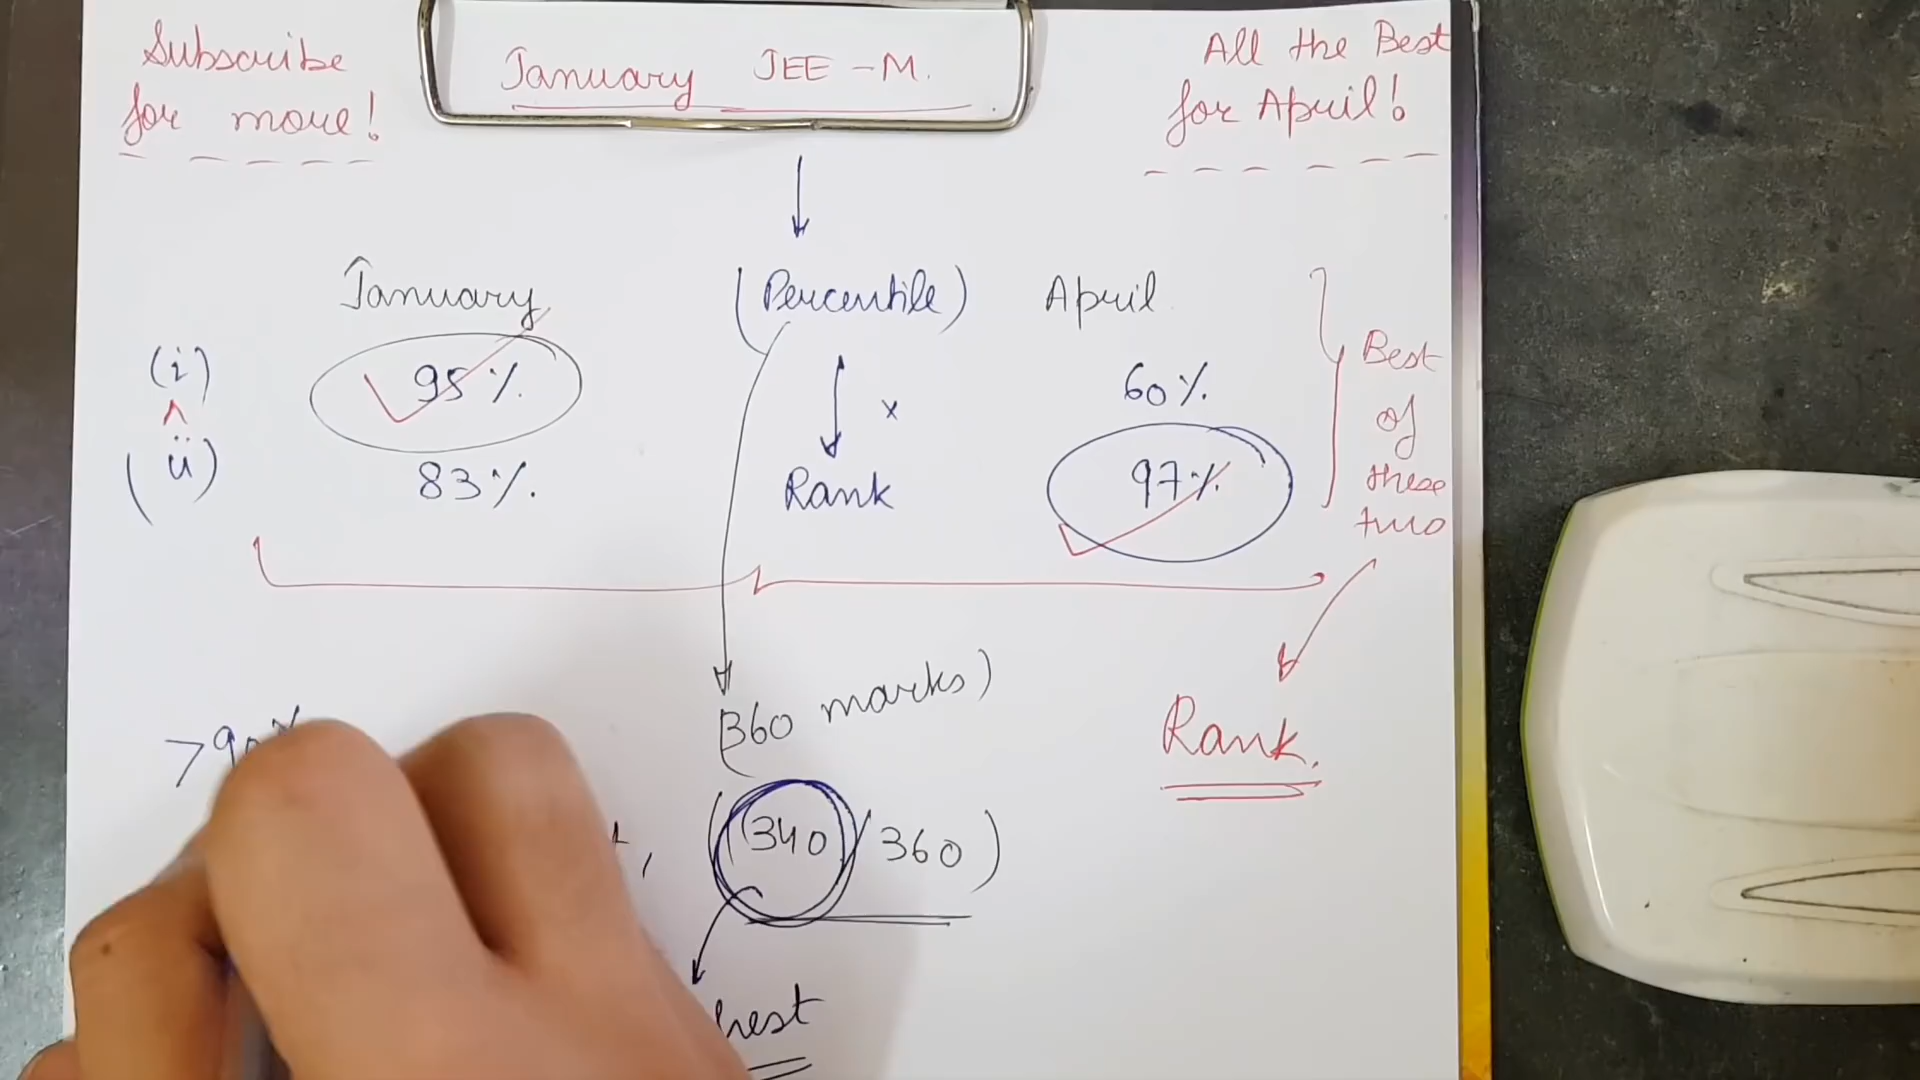 Subscribe
for more!
January JEE-M.
All the Best
for April!
January
(Percentile)
April
(i)
95%
60%
(ii)
83%
Rank
97%
Best
of
these
two
(360 marks)
Rank.
>90%
(340/360)